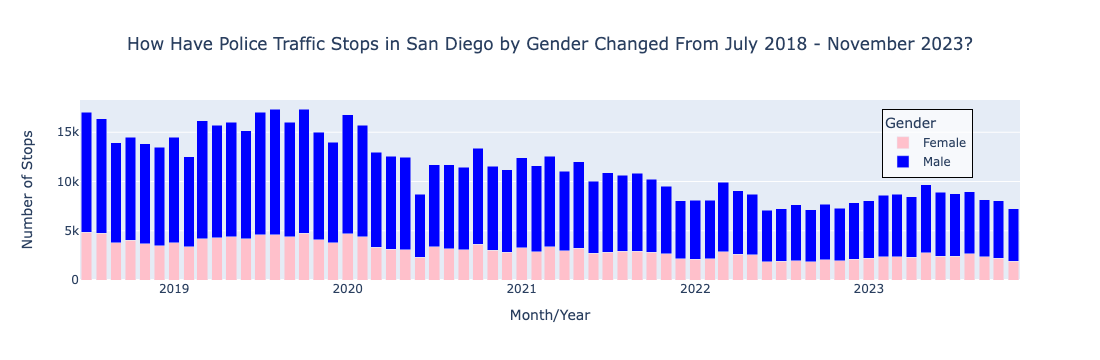 How Have Police Traffic Stops in San Diego by Gender Changed From July 2018 - November 2023?
Number of Stops
15k
10k
5k
0
Gender
Female
Male
2019
2020
2021
2022
2023
Month/Year